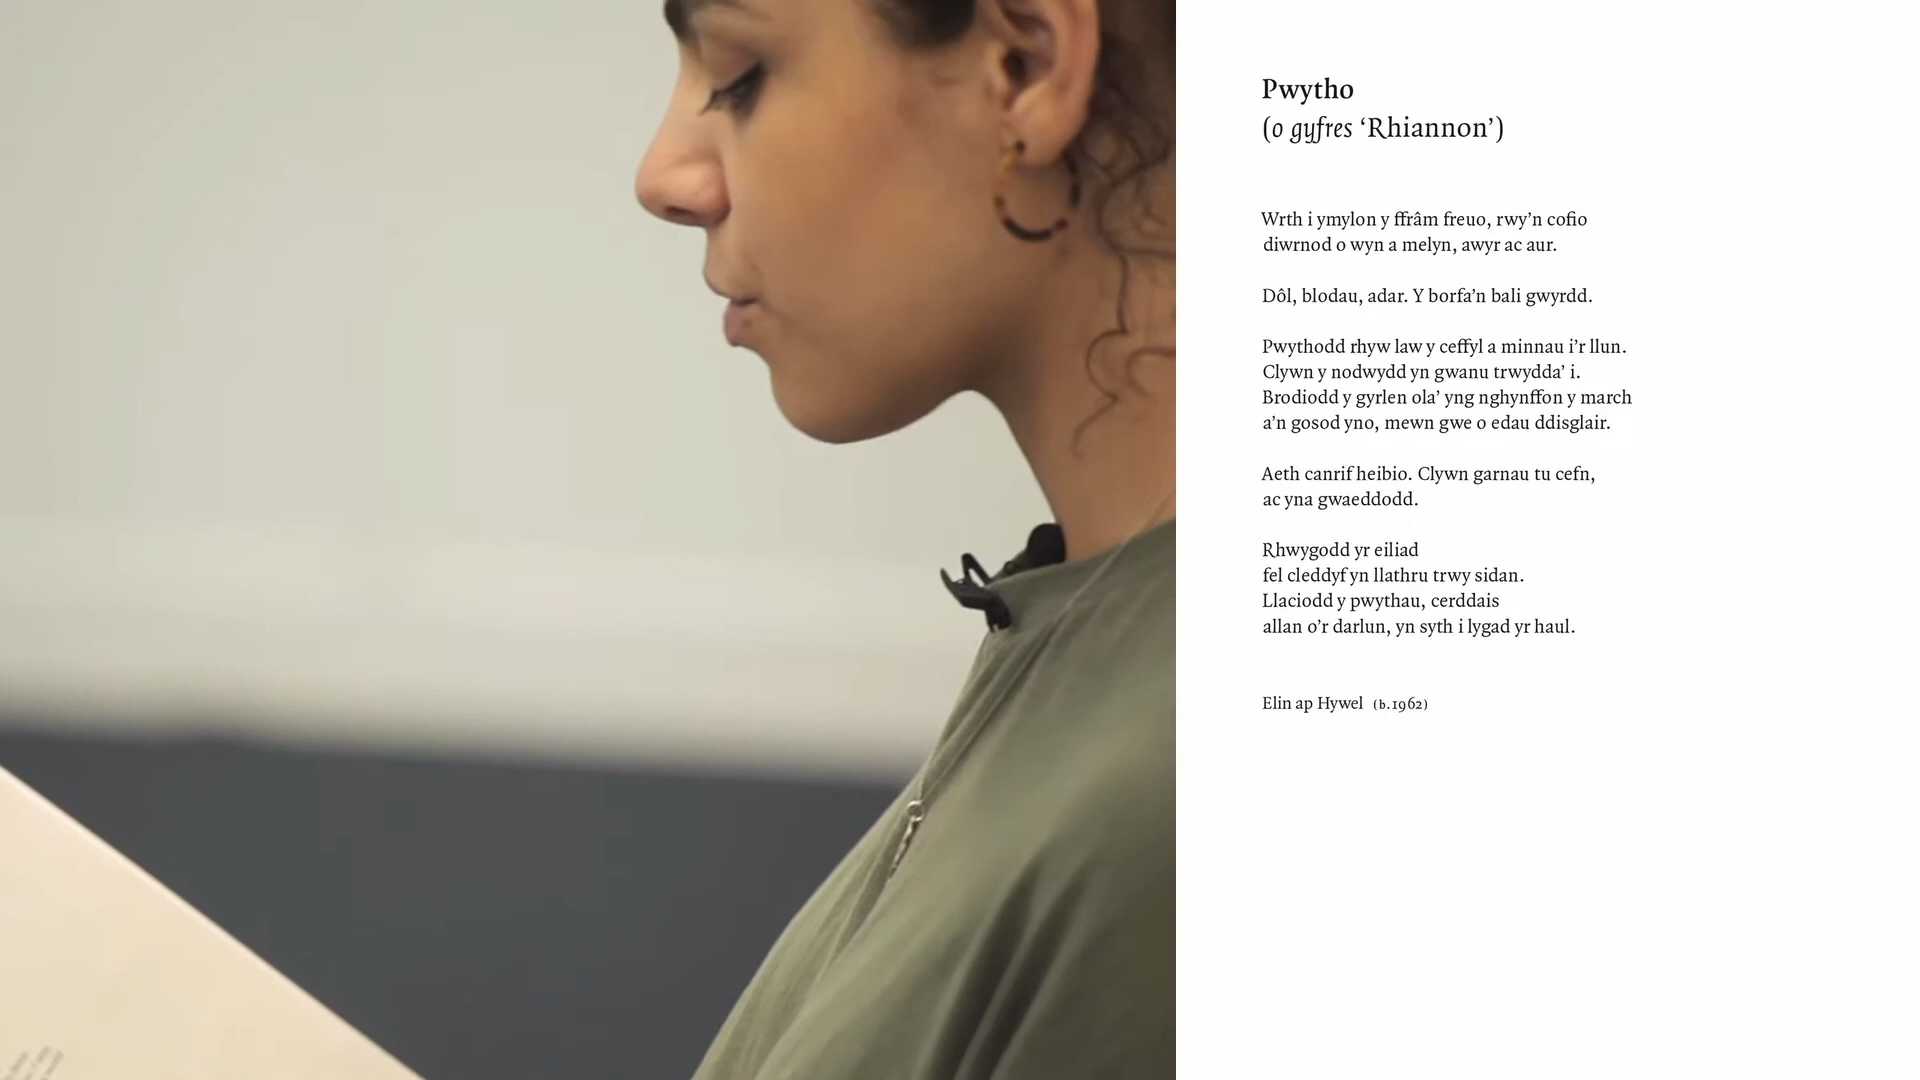 Pwytho
(o gyfres ‘Rhiannon’)
Wrth i ymylon y ffrâm freuo, rwy’n cofio
diwrnod o wyn a melyn, awyr ac aur.
Dôl, blodau, adar. Y borfa’n bali gwyrdd.
Pwythodd rhyw law y ceffyl a minnau i’r llun.
Clywn y nodwydd yn gwanu trwydda’ i.
Brodiodd y gyrlen ola’ yng nghynffon y march
a’n gosod yno, mewn gwe o edau ddisglair.
Aeth canrif heibio. Clywn garnau tu cefn,
ac yna gwaeddodd.
Rhwygodd yr eiliad
fel cleddyf yn llathru trwy sidan.
Llaciodd y pwythau, cerddais
allan o’r darlun, yn syth i lygad yr haul.
Elin ap Hywel (b.1962)